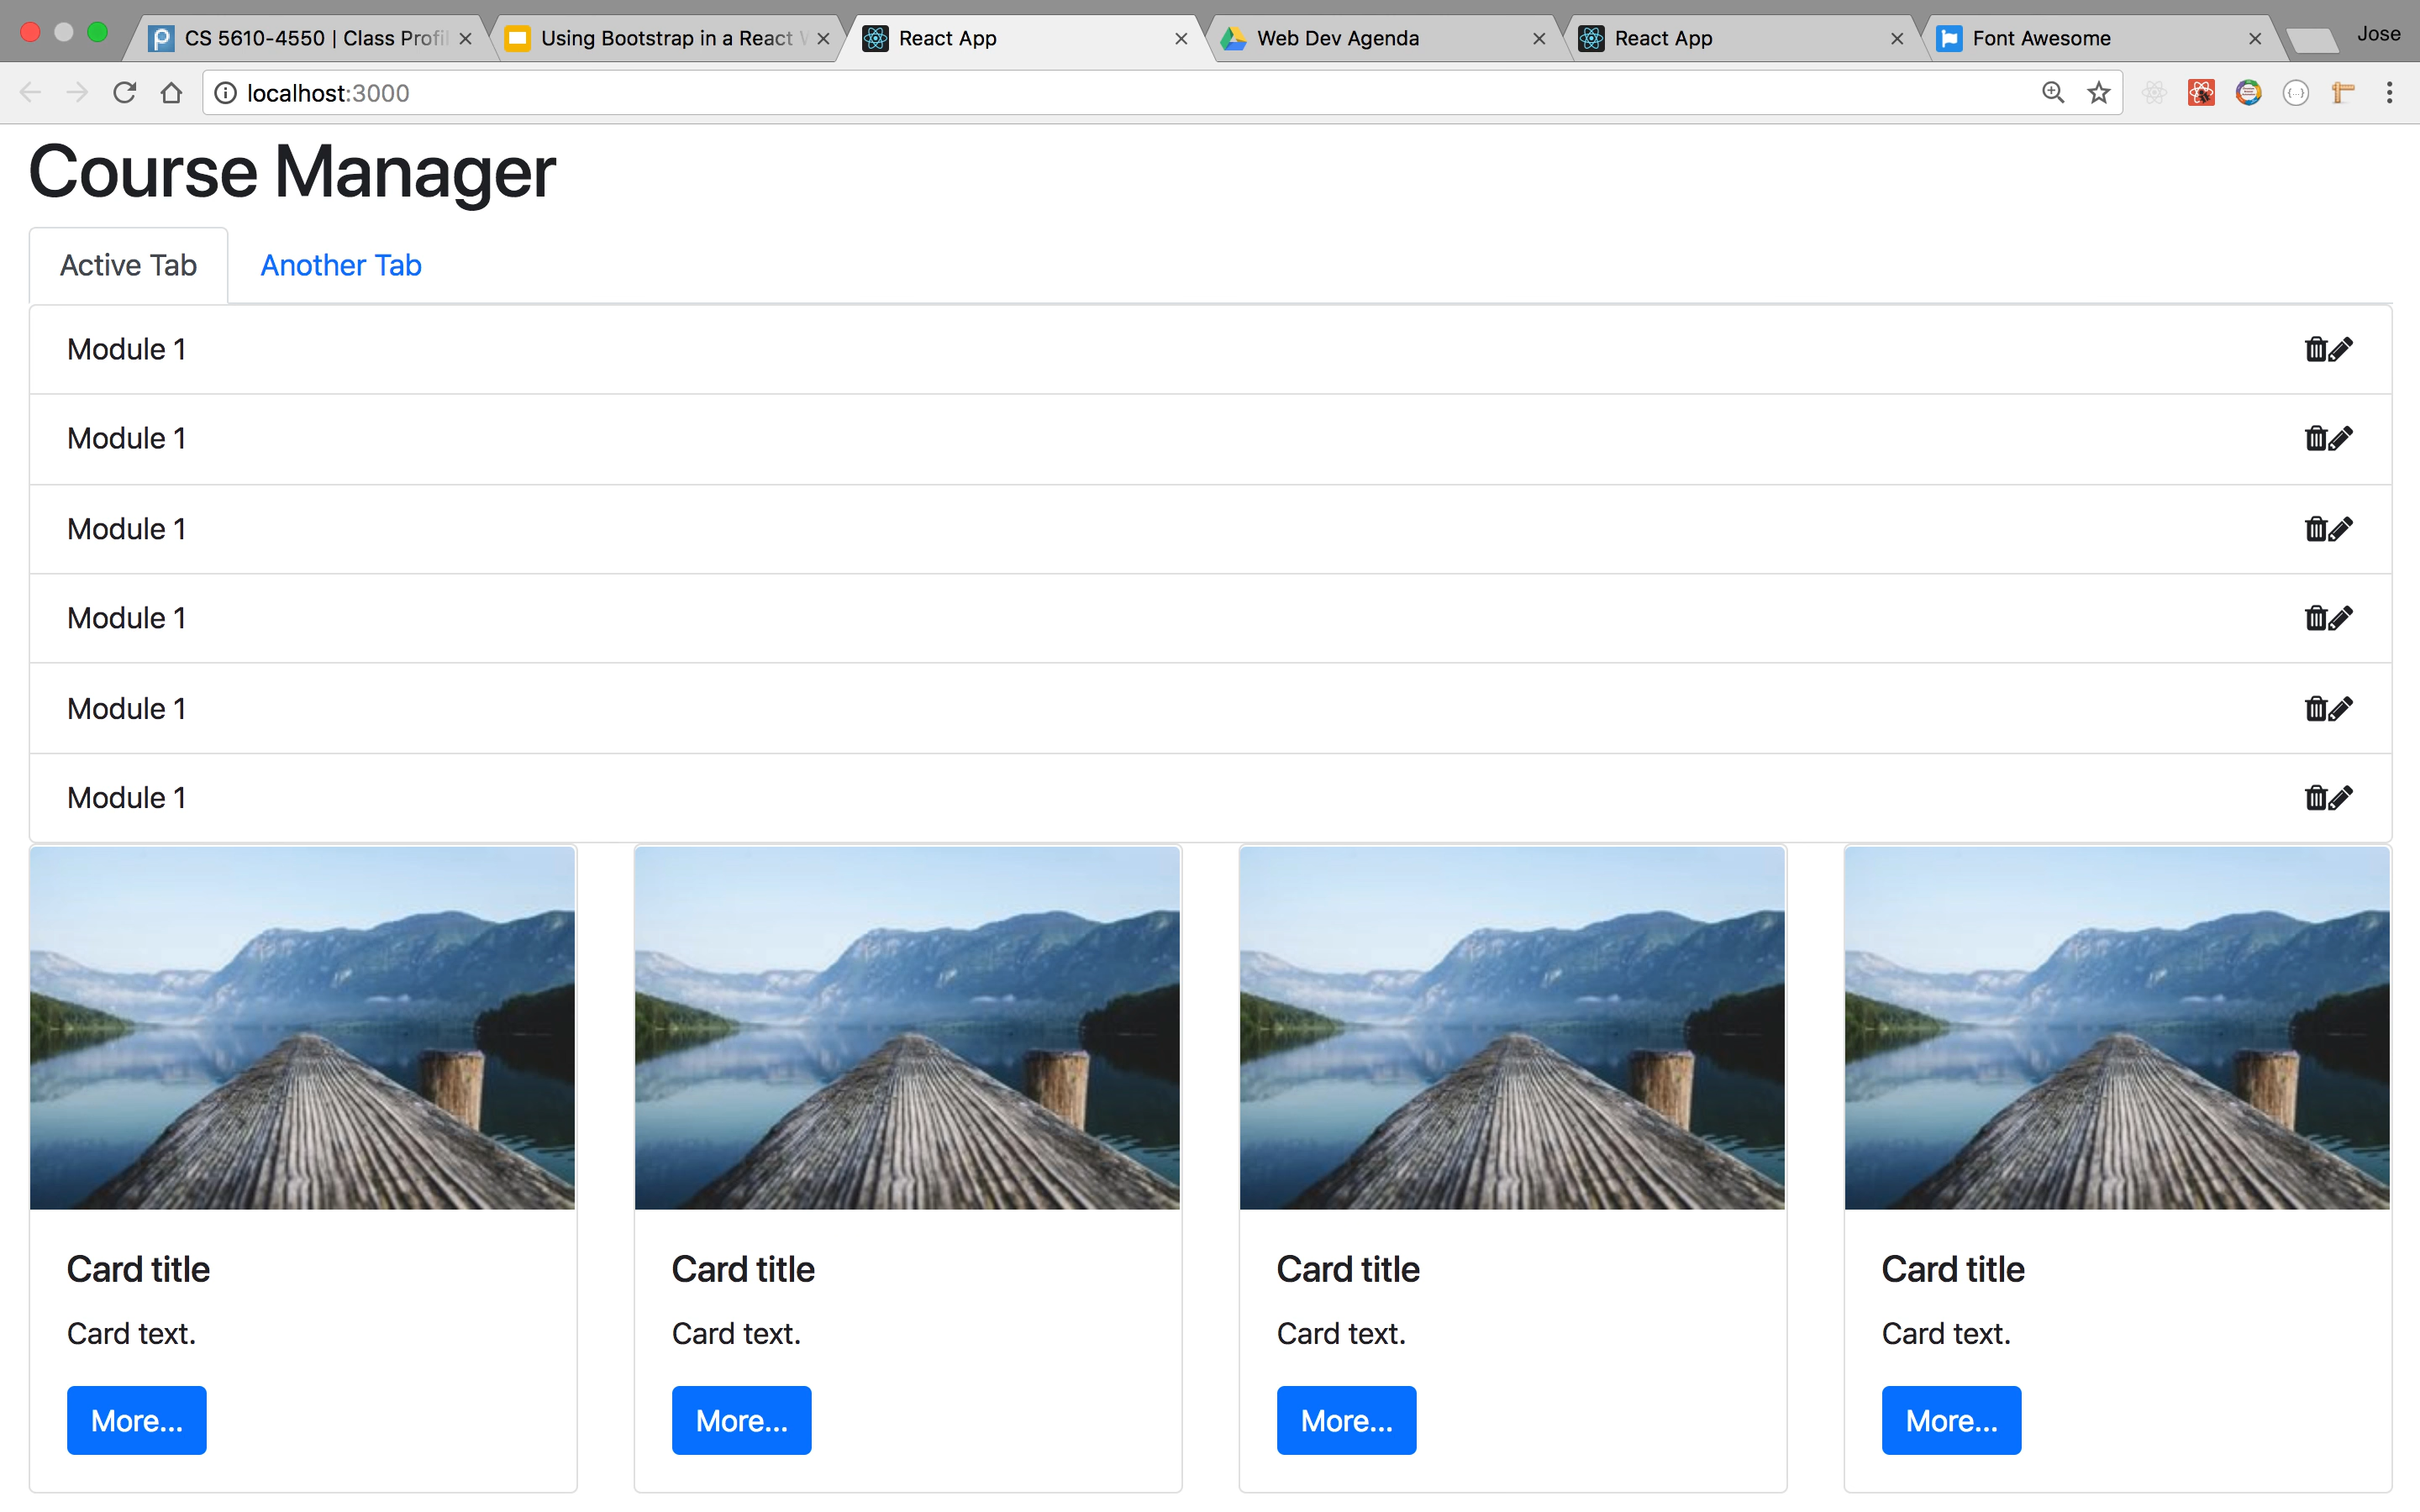 CS 5610-4550 | Class Profil
Using Bootstrap in a React
React App
Web Dev Agenda
React App
Font Awesome
Jose
localhost:3000
Course Manager
Active Tab
Another Tab
Module 1
Module 1
Module 1
Module 1
Module 1
Module 1
Card title
Card text.
More...
Card title
Card text.
More...
Card title
Card text.
More...
Card title
Card text.
More...